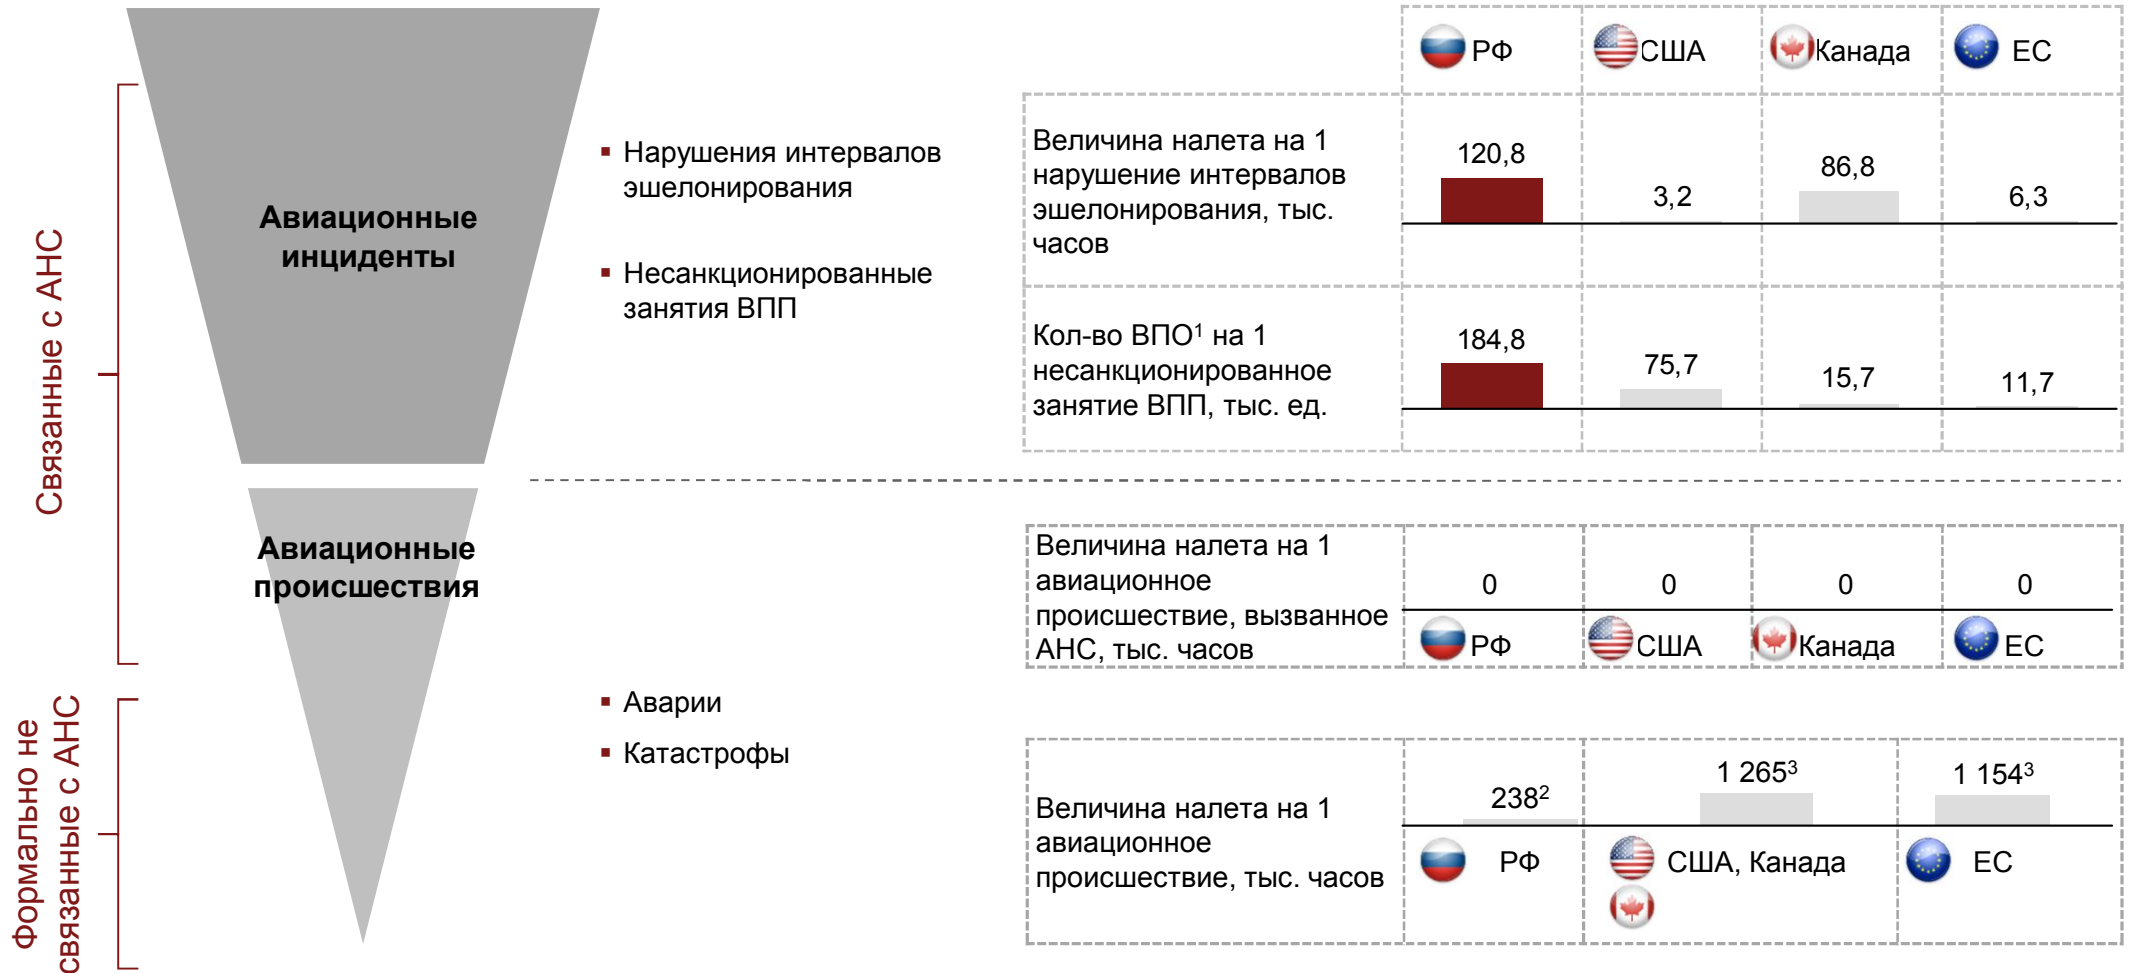 РФ
США
Канада
ЕС
Связанные с АНС
Авиационные
инциденты
▪ Нарушения интервалов
эшелонирования
▪ Несанкционированные
занятия ВПП
Величина налета на 1
нарушение интервалов
эшелонирования, тыс.
часов
120,8
3,2
86,8
6,3
Кол-во ВПО¹ на 1
несанкционированное
занятие ВПП, тыс. ед.
184,8
75,7
15,7
11,7
Авиационные
происшествия
Величина налета на 1
авиационное
происшествие, вызванное
АНС, тыс. часов
0
0
0
0
РФ
США
Канада
ЕС
Формально не
связанные с АНС
▪ Аварии
▪ Катастрофы
Величина налета на 1
авиационное
происшествие, тыс. часов
238²
1 265³
1 154³
РФ
США, Канада
ЕС